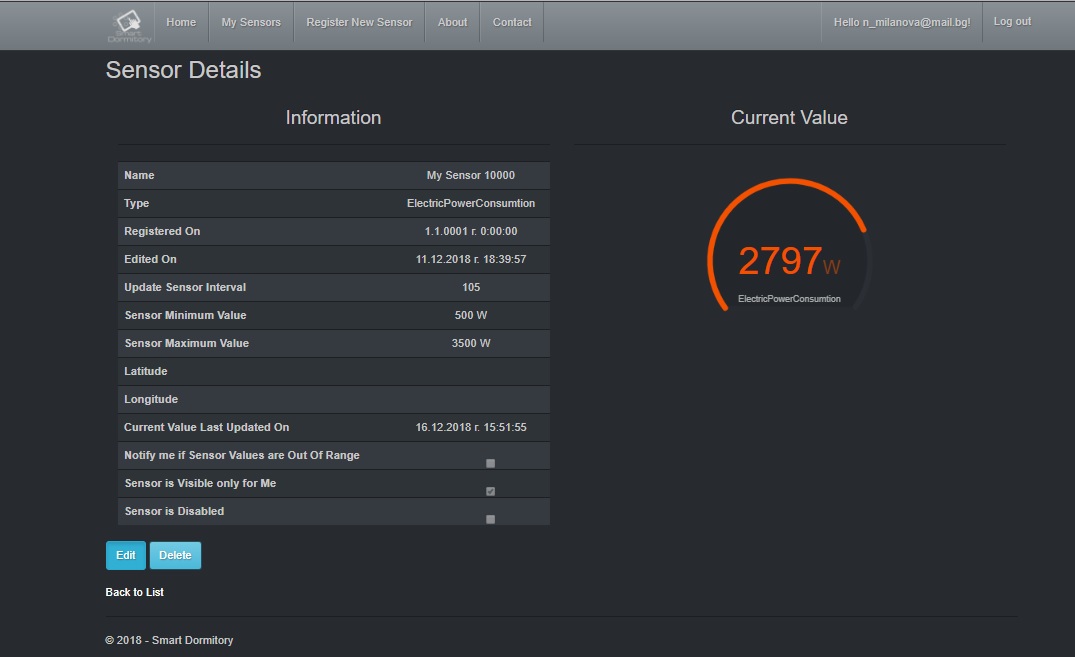 Smart
Dormitory
Home
My Sensors
Register New Sensor
About
Contact
Hello n_milanova@mail.bg!
Log out
Sensor Details
Information
Name My Sensor 10000
Type ElectricPowerConsumtion
Registered On 1.1.0001 г. 0:00:00
Edited On 11.12.2018 г. 18:39:57
Update Sensor Interval 105
Sensor Minimum Value 500 W
Sensor Maximum Value 3500 W
Latitude
Longitude
Current Value Last Updated On 16.12.2018 г. 15:51:55
Notify me if Sensor Values are Out Of Range
Sensor is Visible only for Me
Sensor is Disabled
Current Value
2797W
ElectricPowerConsumtion
Edit
Delete
Back to List
© 2018 - Smart Dormitory